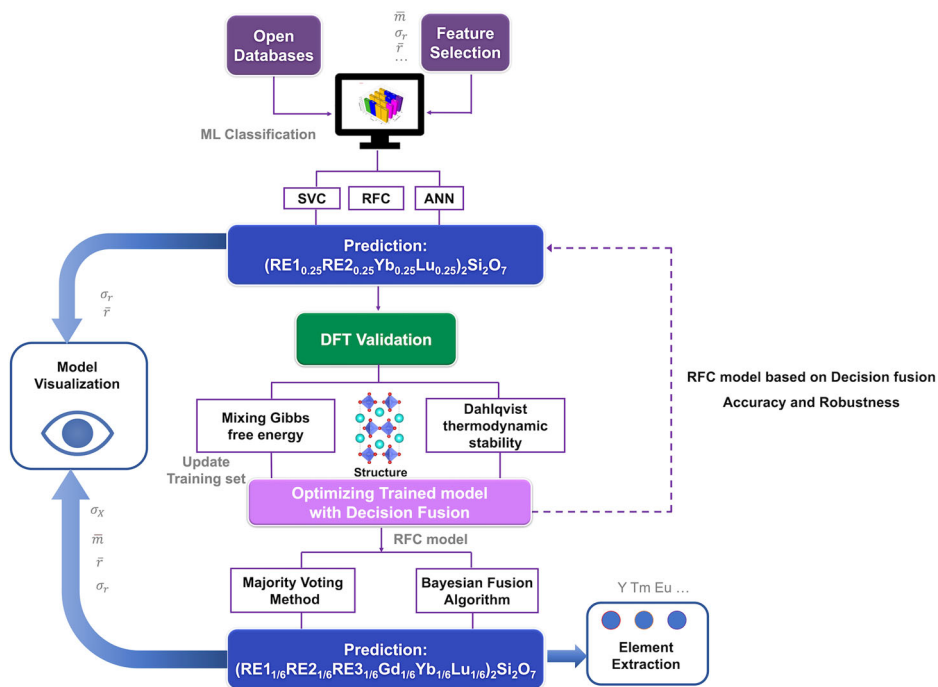 Open
Databases
m̅
σᵣ
r̅
...
Feature
Selection
ML Classification
SVC
RFC
ANN
Prediction:
(RE1₀.₂₅RE2₀.₂₅Yb₀.₂₅Lu₀.₂₅)₂Si₂O₇
σᵣ
r̅
DFT Validation
Model
Visualization
RFC model based on Decision fusion
Accuracy and Robustness
Mixing Gibbs
free energy
Dahlqvist
thermodynamic
stability
Structure
Update
Training set
Optimizing Trained model
with Decision Fusion
RFC model
σ_X
m̅
r̅
σᵣ
Majority Voting
Method
Bayesian Fusion
Algorithm
Y Tm Eu ...
Prediction:
(RE1₁/₆RE2₁/₆RE3₁/₆Gd₁/₆Yb₁/₆Lu₁/₆)₂Si₂O₇
Element
Extraction